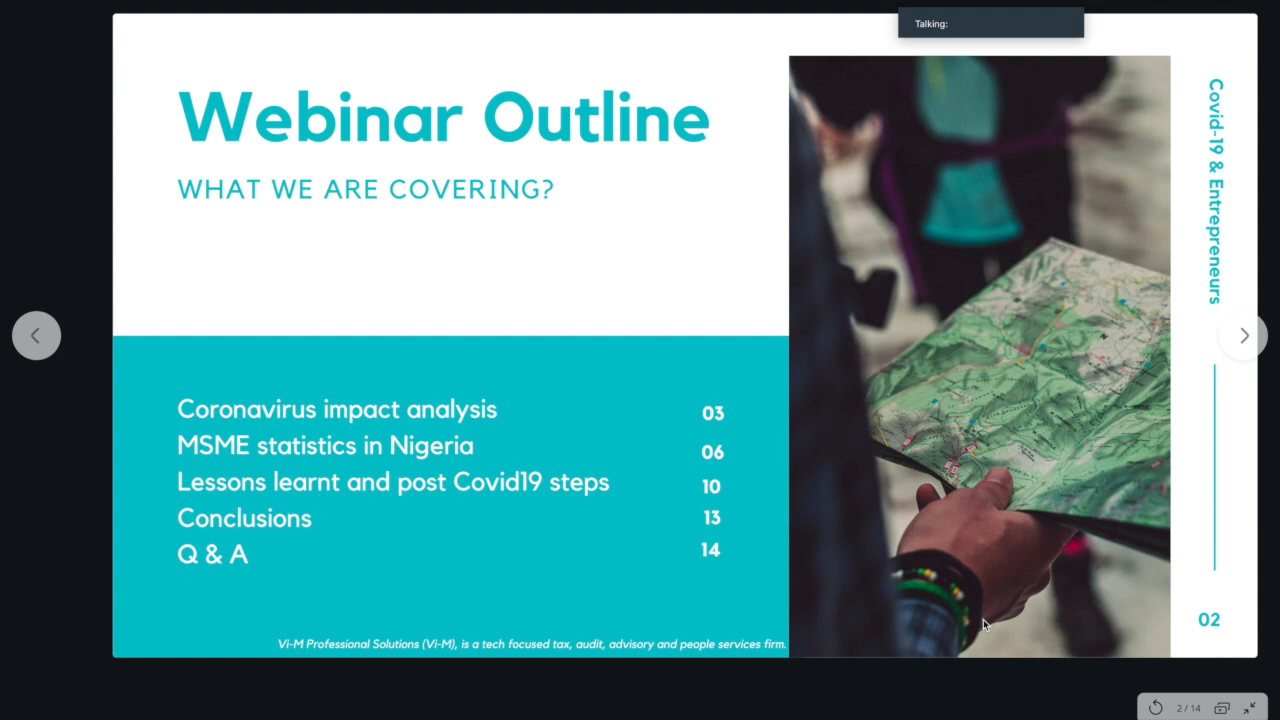 Talking:
Webinar Outline
WHAT WE ARE COVERING?
Coronavirus impact analysis 03
MSME statistics in Nigeria 06
Lessons learnt and post Covid19 steps 10
Conclusions 13
Q & A 14
Vi-M Professional Solutions (Vi-M), is a tech focused tax, audit, advisory and people services firm.
Covid-19 & Entrepreneurs
02
2 / 14